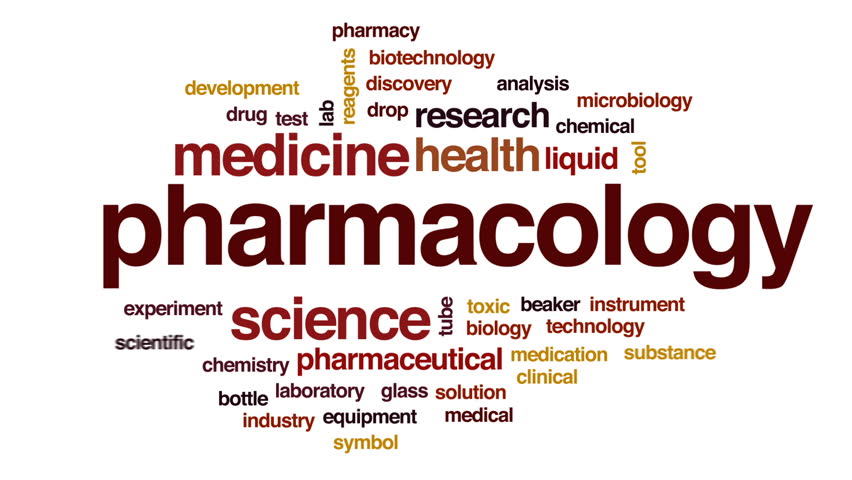 pharmacy
reagents
biotechnology
development
discovery
analysis
microbiology
drug
test
lab
drop
research
chemical
medicine
health
liquid
tool
pharmacology
experiment
science
tube
toxic
beaker
instrument
biology
technology
scientific
chemistry
pharmaceutical
medication
substance
clinical
bottle
laboratory
glass
solution
industry
equipment
medical
symbol